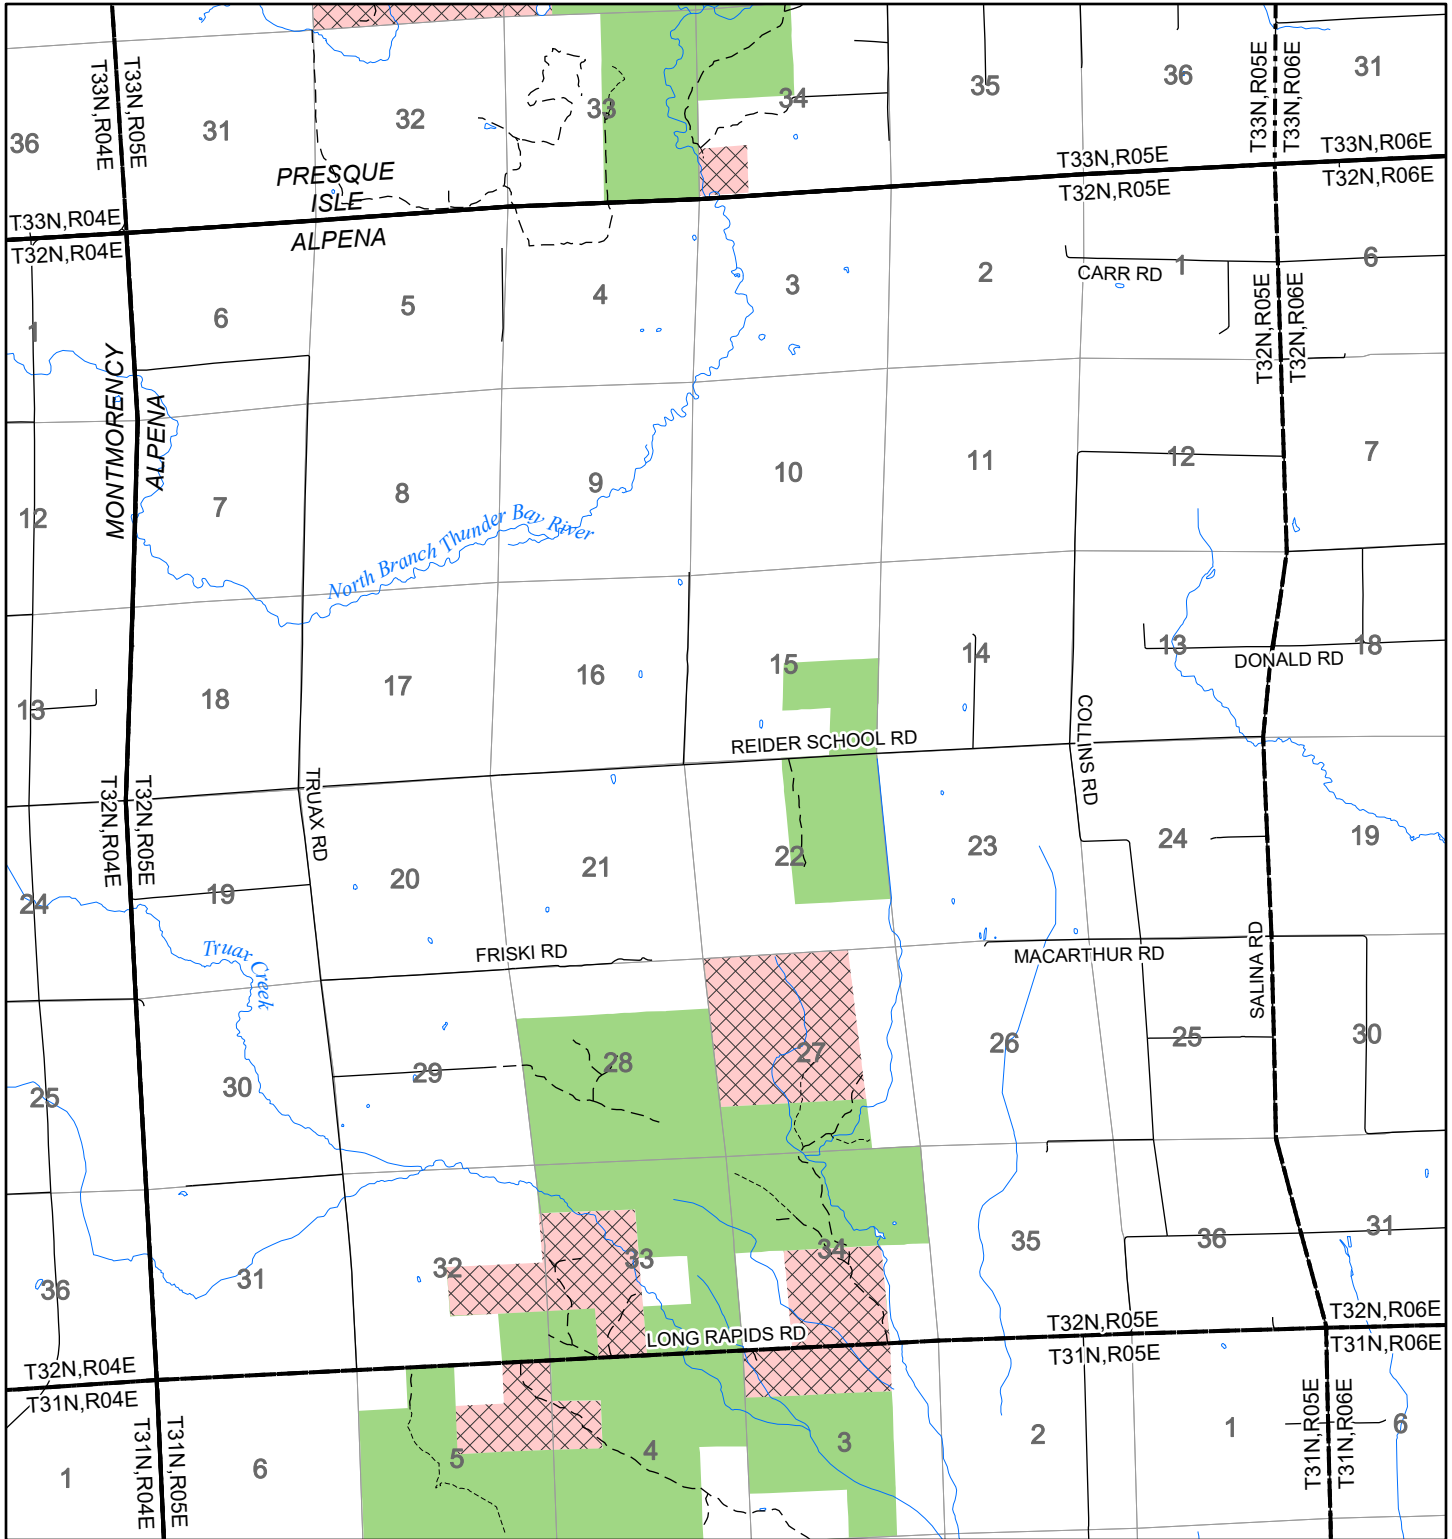 36
31
32
33
34
35
36
31
T33N,R04E
T33N,R05E
T33N,R05E
T33N,R06E
PRESQUE
ISLE
ALPENA
T33N,R04E
T32N,R04E
T33N,R05E
T32N,R05E
T33N,R06E
T32N,R06E
1
6
5
4
3
2
CARR RD
1
6
T32N,R05E
T32N,R06E
MONTMORENCY
ALPENA
12
7
8
9
10
11
12
7
North Branch Thunder Bay River
13
18
17
16
15
14
13
18
DONALD RD
REIDER SCHOOL RD
COLLINS RD
TRUAX RD
T32N,R04E
T32N,R05E
24
19
20
21
22
23
24
19
Truax Creek
FRISKI RD
MACARTHUR RD
SALINA RD
25
30
29
28
27
26
25
30
36
31
32
33
34
35
36
31
LONG RAPIDS RD
T32N,R04E
T31N,R04E
T32N,R05E
T31N,R05E
T32N,R06E
T31N,R06E
T31N,R04E
T31N,R05E
T31N,R05E
T31N,R06E
1
6
5
4
3
2
1
6